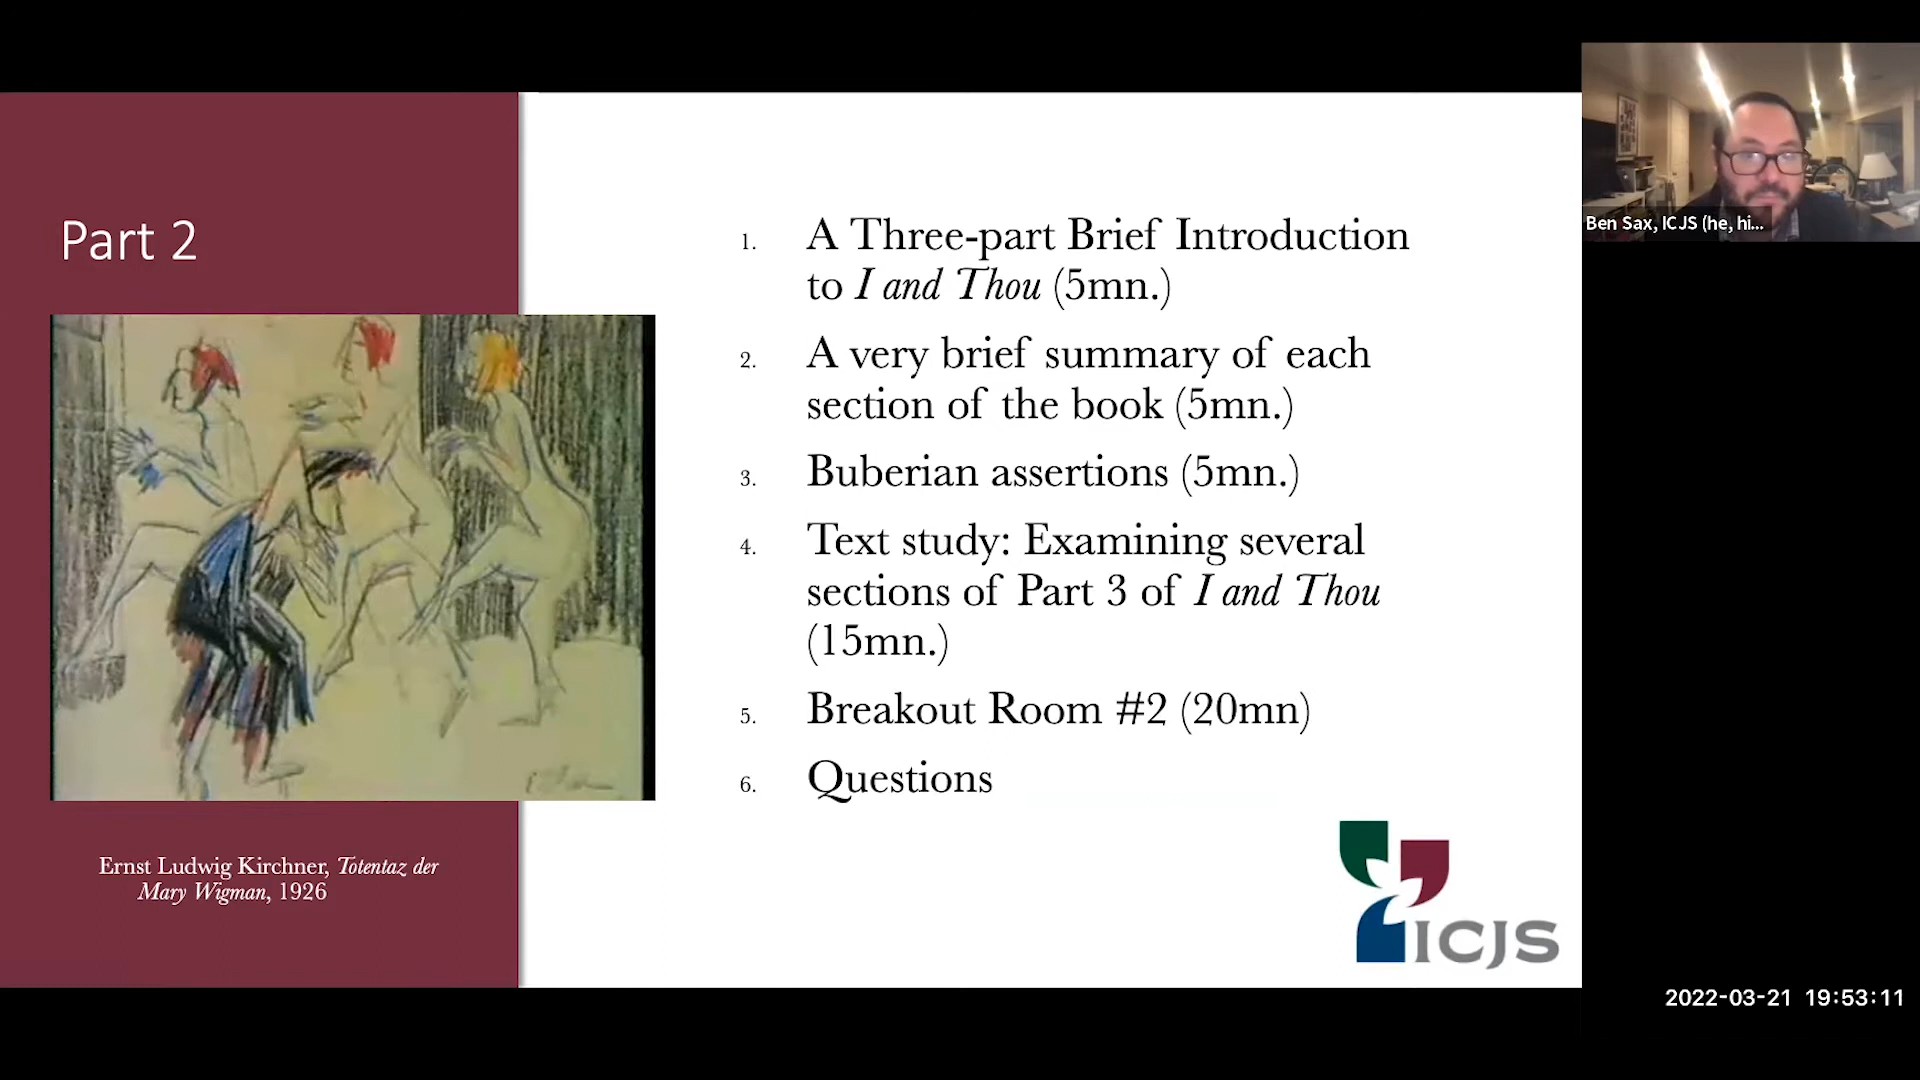 Part 2
Ernst Ludwig Kirchner, Totentaz der
Mary Wigman, 1926
1. A Three-part Brief Introduction
to I and Thou (5mn.)
2. A very brief summary of each
section of the book (5mn.)
3. Buberian assertions (5mn.)
4. Text study: Examining several
sections of Part 3 of I and Thou
(15mn.)
5. Breakout Room #2 (20mn)
6. Questions
ICJS
Ben Sax, ICJS (he, hi...
2022-03-21 19:53:11